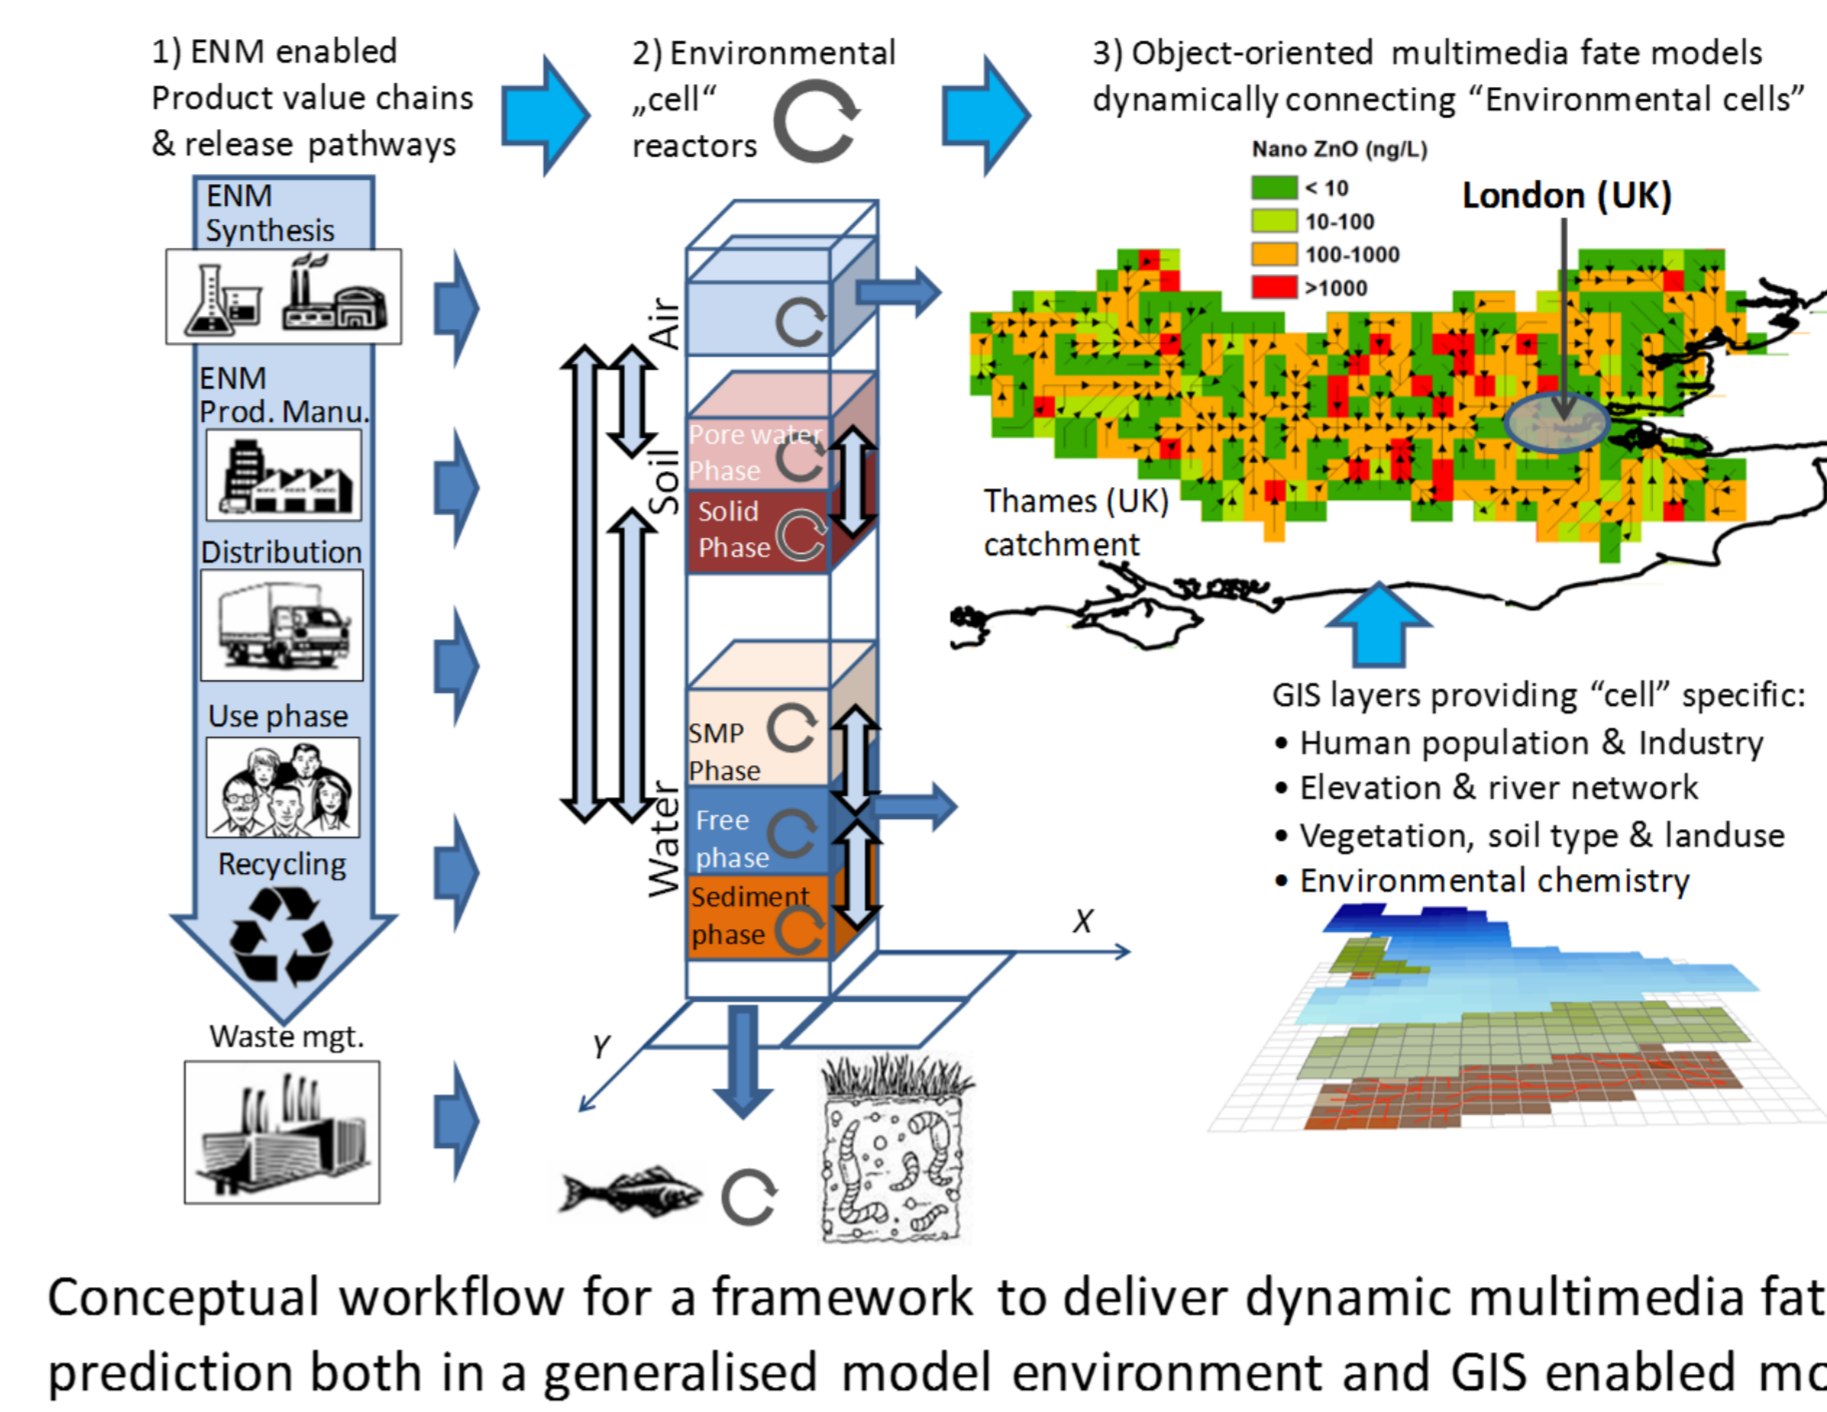 1) ENM enabled
Product value chains
& release pathways
2) Environmental
„cell“
reactors
3) Object-oriented multimedia fate models
dynamically connecting “Environmental cells”
ENM
Synthesis
ENM
Prod. Manu.
Distribution
Use phase
Recycling
Waste mgt.
Air
Soil
Water
Pore water
Phase
Solid
Phase
SMP
Phase
Free
phase
Sediment
phase
X
Y
Nano ZnO (ng/L)
< 10
10-100
100-1000
>1000
London (UK)
Thames (UK)
catchment
GIS layers providing “cell” specific:
• Human population & Industry
• Elevation & river network
• Vegetation, soil type & landuse
• Environmental chemistry
Conceptual workflow for a framework to deliver dynamic multimedia fat
prediction both in a generalised model environment and GIS enabled mo